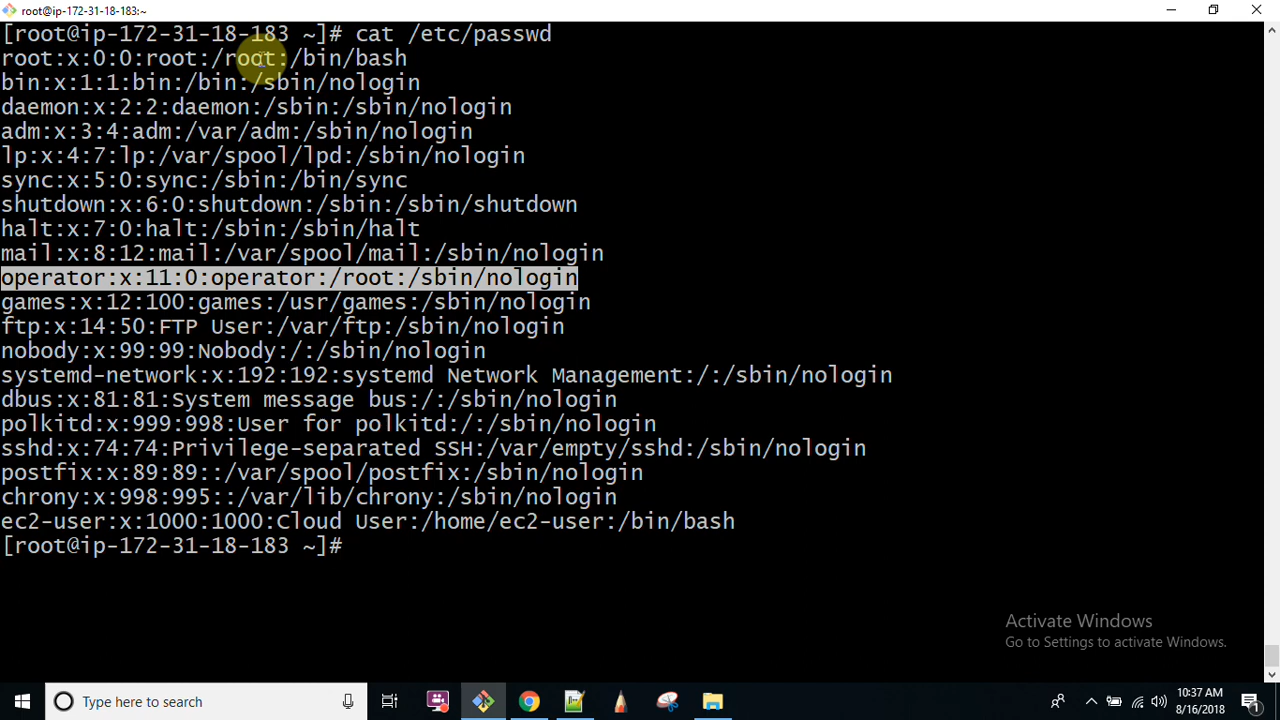 root@ip-172-31-18-183:~
[root@ip-172-31-18-183 ~]# cat /etc/passwd
root:x:0:0:root:/root:/bin/bash
bin:x:1:1:bin:/bin:/sbin/nologin
daemon:x:2:2:daemon:/sbin:/sbin/nologin
adm:x:3:4:adm:/var/adm:/sbin/nologin
lp:x:4:7:lp:/var/spool/lpd:/sbin/nologin
sync:x:5:0:sync:/sbin:/bin/sync
shutdown:x:6:0:shutdown:/sbin:/sbin/shutdown
halt:x:7:0:halt:/sbin:/sbin/halt
mail:x:8:12:mail:/var/spool/mail:/sbin/nologin
operator:x:11:0:operator:/root:/sbin/nologin
games:x:12:100:games:/usr/games:/sbin/nologin
ftp:x:14:50:FTP User:/var/ftp:/sbin/nologin
nobody:x:99:99:Nobody:/:/sbin/nologin
systemd-network:x:192:192:systemd Network Management:/:/sbin/nologin
dbus:x:81:81:System message bus:/:/sbin/nologin
polkitd:x:999:998:User for polkitd:/:/sbin/nologin
sshd:x:74:74:Privilege-separated SSH:/var/empty/sshd:/sbin/nologin
postfix:x:89:89::/var/spool/postfix:/sbin/nologin
chrony:x:998:995::/var/lib/chrony:/sbin/nologin
ec2-user:x:1000:1000:Cloud User:/home/ec2-user:/bin/bash
[root@ip-172-31-18-183 ~]#
Activate Windows
Go to Settings to activate Windows.
Type here to search
10:37 AM
8/16/2018
1